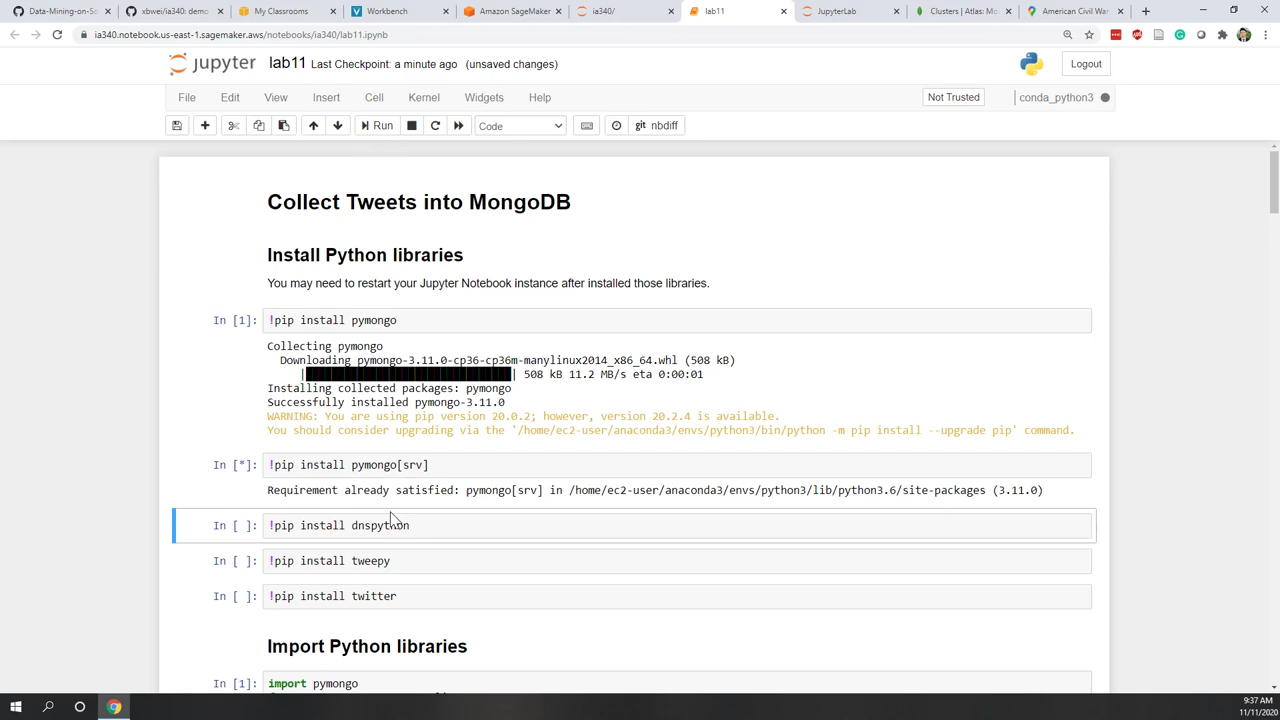 Data-Mining-on-So
xbwei/ia340: demo
My Classrooms
Workbench
Amazon SageMaker
ia340/
lab11
JupyterLab
Clusters | Atlas: Mon
American Civil War
ia340.notebook.us-east-1.sagemaker.aws/notebooks/ia340/lab11.ipynb
jupyter lab11 Last Checkpoint: a minute ago (unsaved changes)
Logout
File Edit View Insert Cell Kernel Widgets Help
Not Trusted
conda_python3
Run
Code
git nbdiff
Collect Tweets into MongoDB
Install Python libraries
You may need to restart your Jupyter Notebook instance after installed those libraries.
In [1]: !pip install pymongo
Collecting pymongo
Downloading pymongo-3.11.0-cp36-cp36m-manylinux2014_x86_64.whl (508 kB)
508 kB 11.2 MB/s eta 0:00:01
Installing collected packages: pymongo
Successfully installed pymongo-3.11.0
WARNING: You are using pip version 20.0.2; however, version 20.2.4 is available.
You should consider upgrading via the '/home/ec2-user/anaconda3/envs/python3/bin/python -m pip install --upgrade pip' command.
In [*]: !pip install pymongo[srv]
Requirement already satisfied: pymongo[srv] in /home/ec2-user/anaconda3/envs/python3/lib/python3.6/site-packages (3.11.0)
In [ ]: !pip install dnspython
In [ ]: !pip install tweepy
In [ ]: !pip install twitter
Import Python libraries
In [1]: import pymongo
9:37 AM
11/11/2020